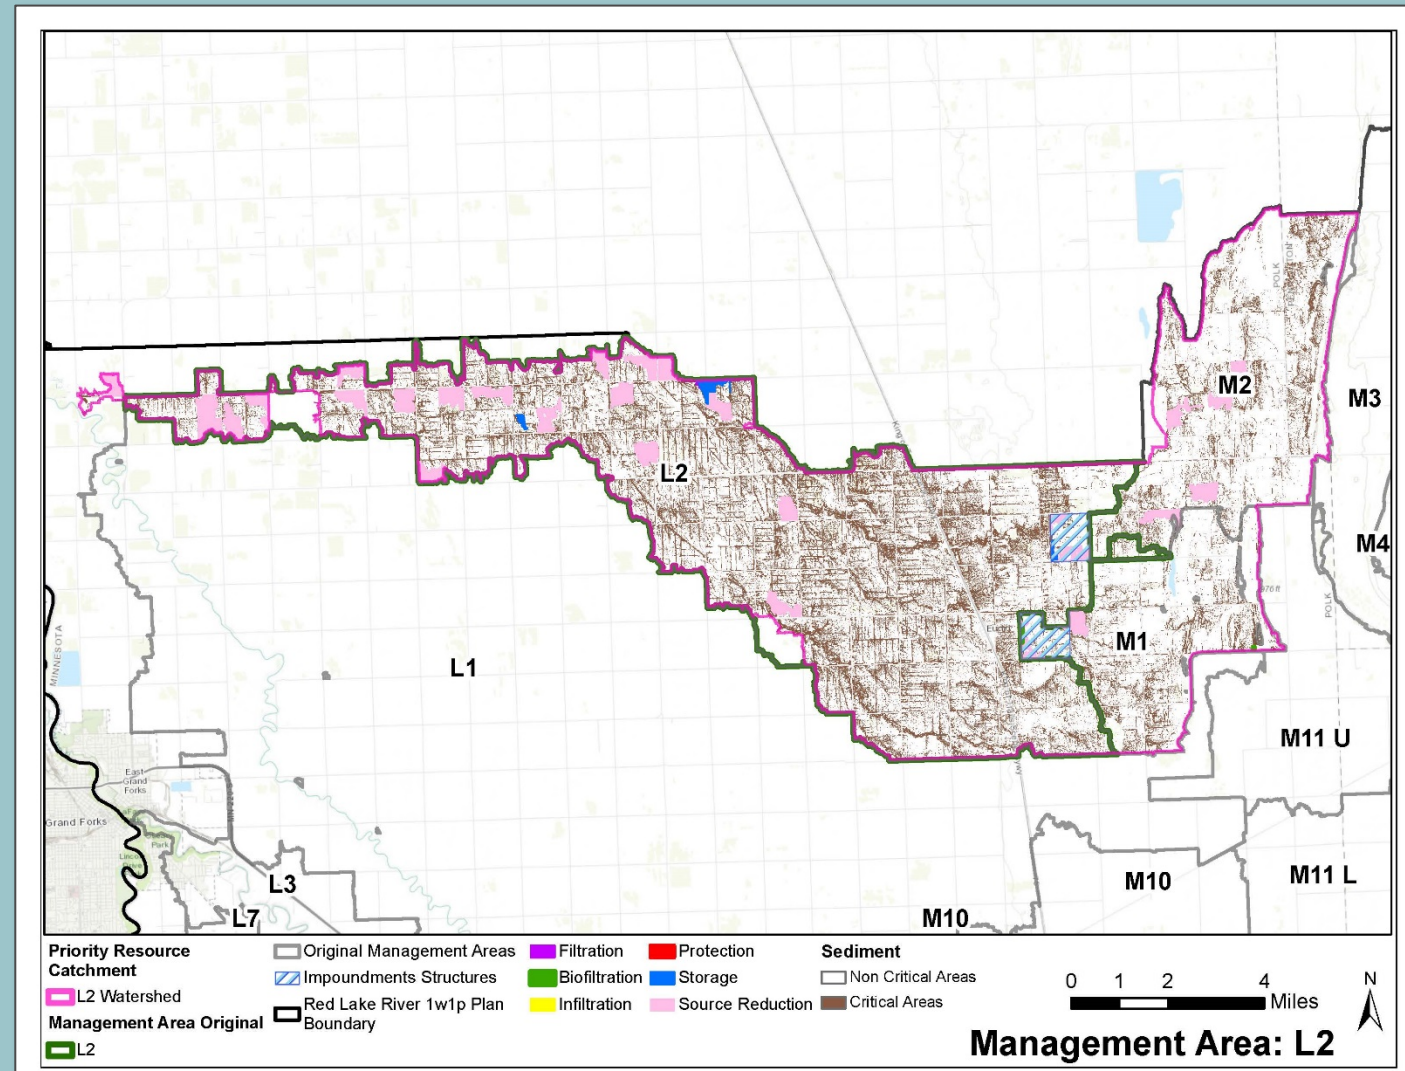 POLK
M2
M3
L2
M4
976ft
POLK
M1
L1
MINNESOTA
M11 U
East
Grand
Forks
Grand Forks
Park
L3
M10
M11 L
L7
M10
Priority Resource
Catchment
L2 Watershed
Management Area Original
L2
Original Management Areas
Impoundments Structures
Red Lake River 1w1p Plan
Boundary
Filtration
Biofiltration
Infiltration
Protection
Storage
Source Reduction
Sediment
Non Critical Areas
Critical Areas
0 1 2 4
Miles
N
Management Area: L2